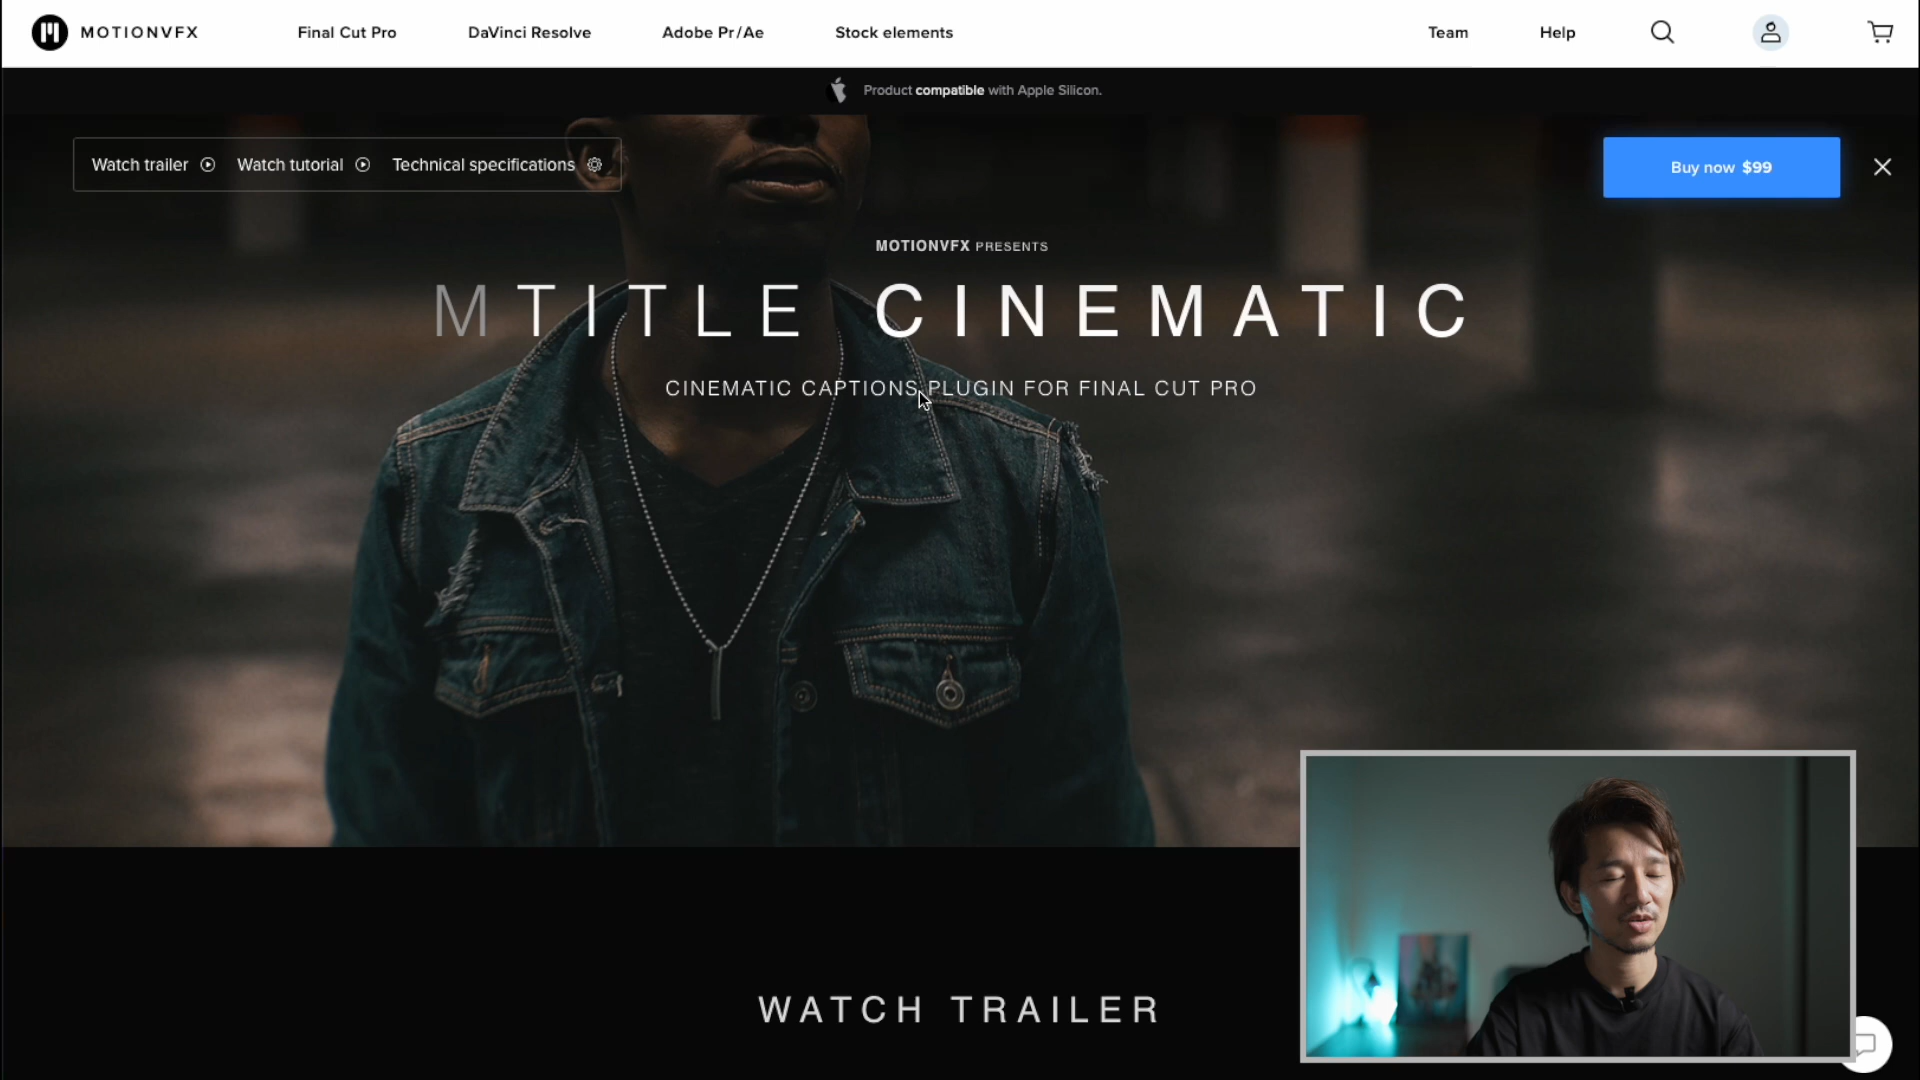 MOTIONVFX
Final Cut Pro
DaVinci Resolve
Adobe Pr/Ae
Stock elements
Team
Help
Product compatible with Apple Silicon.
Watch trailer
Watch tutorial
Technical specifications
Buy now $99
MOTIONVFX PRESENTS
MTITLE CINEMATIC
CINEMATIC CAPTIONS PLUGIN FOR FINAL CUT PRO
WATCH TRAILER